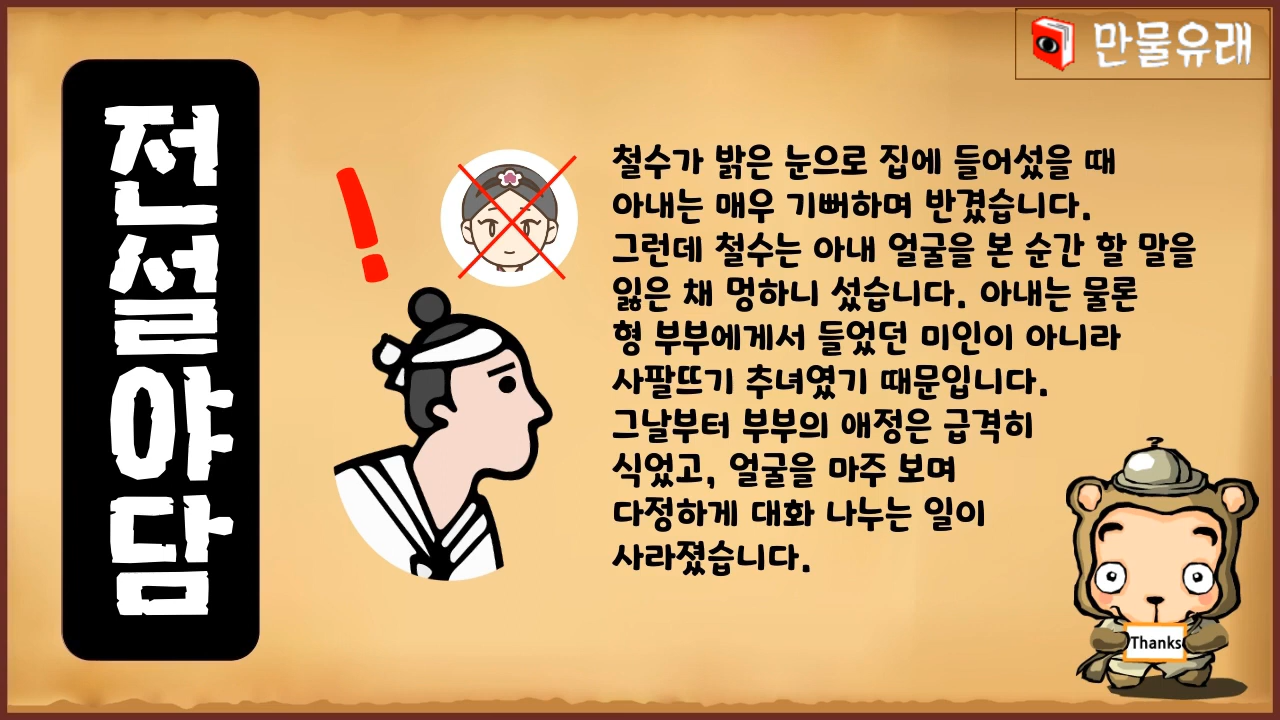 만물유래
전설야담
철수가 밝은 눈으로 집에 들어섰을 때
아내는 매우 기뻐하며 반겼습니다.
그런데 철수는 아내 얼굴을 본 순간 할 말을
잃은 채 멍하니 섰습니다. 아내는 물론
형 부부에게서 들었던 미인이 아니라
사팔뜨기 추녀였기 때문입니다.
그날부터 부부의 애정은 급격히
식었고, 얼굴을 마주 보며
다정하게 대화 나누는 일이
사라졌습니다.
Thanks